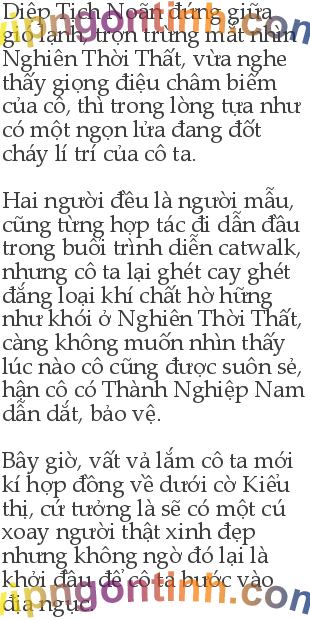 Diệp Tịch Noãn đứng giữa
gió lạnh, trợn trừng mắt nhìn
Nghiên Thời Thất, vừa nghe
thấy giọng điệu châm biếm
của cô, thì trong lòng tựa như
có một ngọn lửa đang đốt
cháy lí trí của cô ta.
Hai người đều là người mẫu,
cũng từng hợp tác đi dẫn đầu
trong buổi trình diễn catwalk,
nhưng cô ta lại ghét cay ghét
đắng loại khí chất hờ hững
như khói ở Nghiên Thời Thất,
càng không muốn nhìn thấy
lúc nào cô cũng được suôn sẻ,
hận cô có Thành Nghiệp Nam
dẫn dắt, bảo vệ.
Bây giờ, vất vả lắm cô ta mới
kí hợp đồng về dưới cờ Kiểu
thị, cứ tưởng là sẽ có một cú
xoay người thật xinh đẹp
nhưng không ngờ đó lại là
khởi đầu để cô ta bước vào
địa ngục.
vipngontinh.com
vipngontinh.com